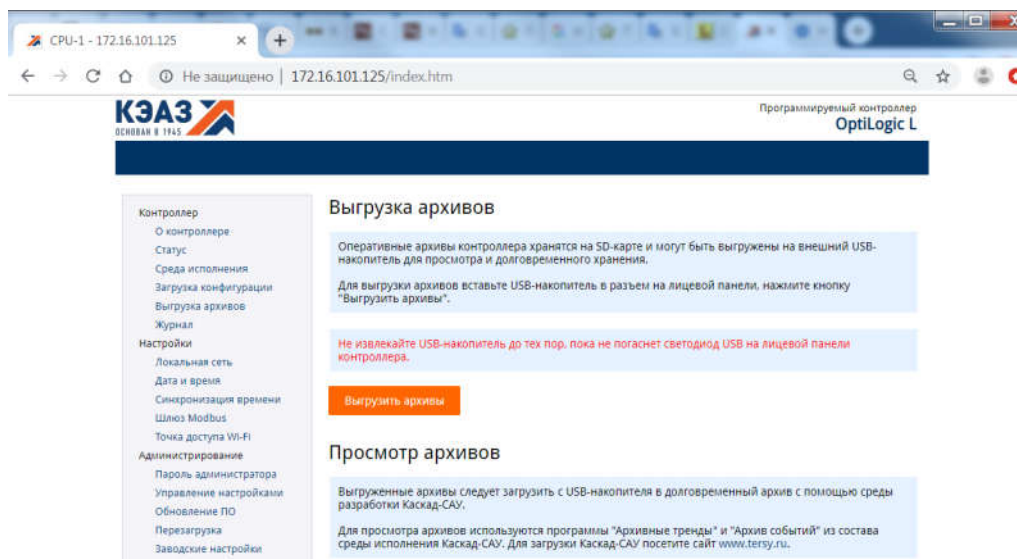 CPU-1 - 172.16.101.125
Не защищено | 172.16.101.125/index.htm
КЭАЗ
ОСНОВАН В 1945
Программируемый контроллер
OptiLogic L
Контроллер
О контроллере
Статус
Среда исполнения
Загрузка конфигурации
Выгрузка архивов
Журнал
Настройки
Локальная сеть
Дата и время
Синхронизация времени
Шлюз Modbus
Точка доступа Wi-Fi
Администрирование
Пароль администратора
Управление настройками
Обновление ПО
Перезагрузка
Заводские настройки
Выгрузка архивов
Оперативные архивы контроллера хранятся на SD-карте и могут быть выгружены на внешний USB-
накопитель для просмотра и долговременного хранения.
Для выгрузки архивов вставьте USB-накопитель в разъем на лицевой панели, нажмите кнопку
"Выгрузить архивы".
Не извлекайте USB-накопитель до тех пор, пока не погаснет светодиод USB на лицевой панели
контроллера.
Выгрузить архивы
Просмотр архивов
Выгруженные архивы следует загрузить с USB-накопителя в долговременный архив с помощью среды
разработки Каскад-САУ.
Для просмотра архивов используются программы "Архивные тренды" и "Архив событий" из состава
среды исполнения Каскад-САУ. Для загрузки Каскад-САУ посетите сайт www.tersy.ru.